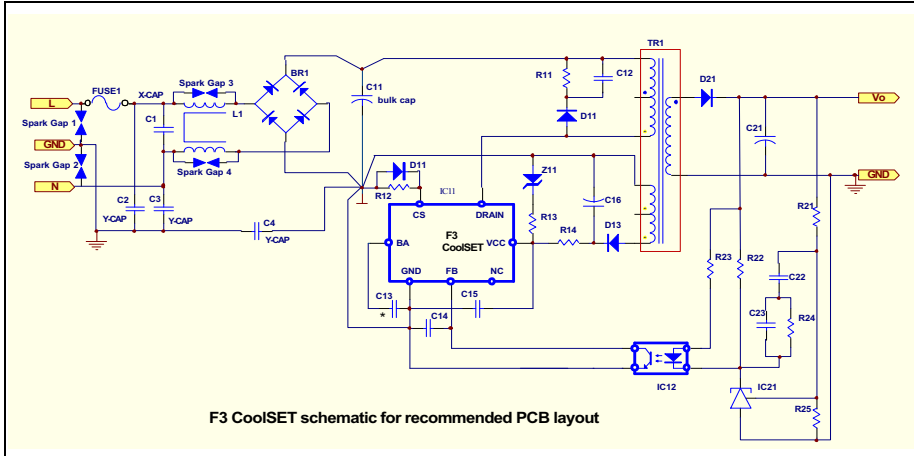 TR1
D21
BR1
R11
C12
Spark Gap 3
C11
bulk cap
FUSE1
X-CAP
L
Vo
L1
D11
C21
Spark Gap 1
C1
GND
Spark Gap 2
Spark Gap 4
N
D11
Z11
GND
R12
IC11
CS
DRAIN
C16
R21
C2
C3
Y-CAP
Y-CAP
C4
Y-CAP
R13
F3
CoolSET
BA
VCC
R14
D13
GND
FB
NC
R23
R22
C22
C13
*
C15
C14
C23
R24
IC12
IC21
R25
F3 CoolSET schematic for recommended PCB layout